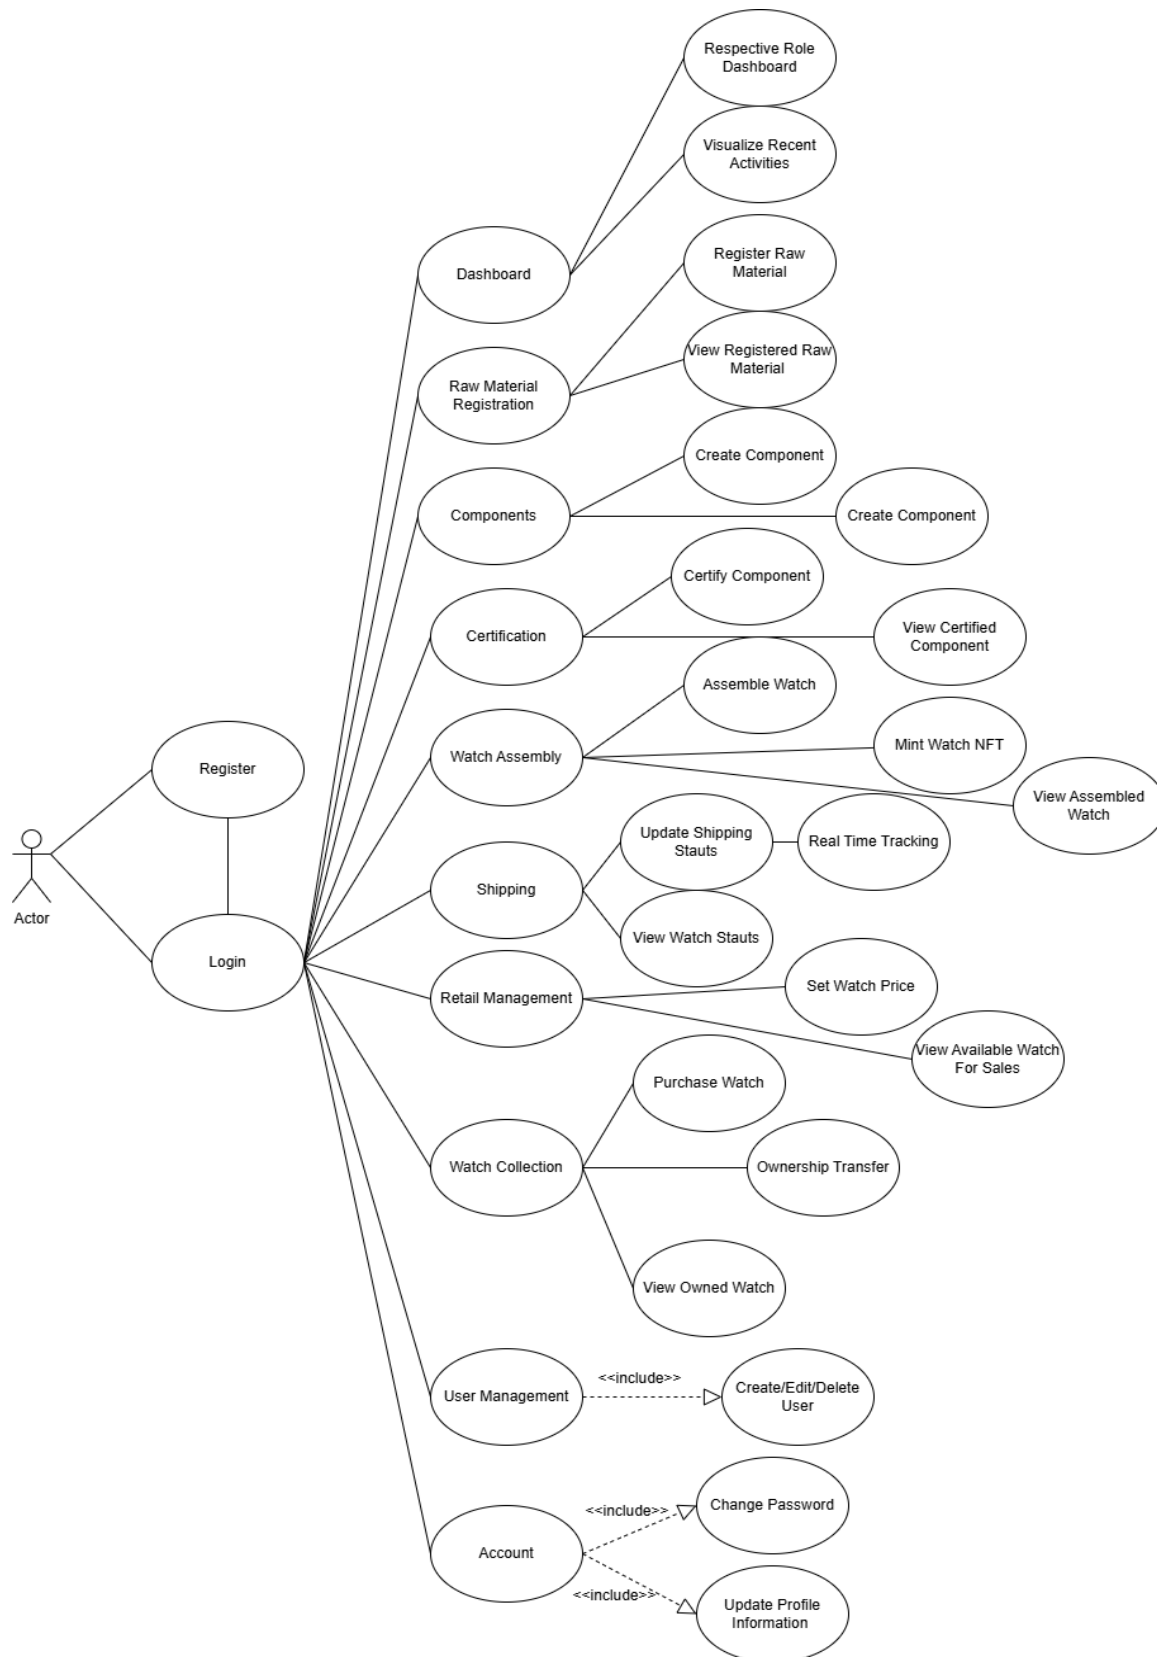 Respective Role
Dashboard
Visualize Recent
Activities
Dashboard
Register Raw
Material
View Registered Raw
Material
Raw Material
Registration
Create Component
Components
Create Component
Certify Component
Certification
View Certified
Component
Assemble Watch
Watch Assembly
Mint Watch NFT
View Assembled
Watch
Register
Update Shipping
Stauts
Real Time Tracking
Shipping
Actor
View Watch Stauts
Login
Retail Management
Set Watch Price
View Available Watch
For Sales
Purchase Watch
Watch Collection
Ownership Transfer
View Owned Watch
User Management
<<include>>
Create/Edit/Delete
User
Account
<<include>>
Change Password
<<include>>
Update Profile
Information